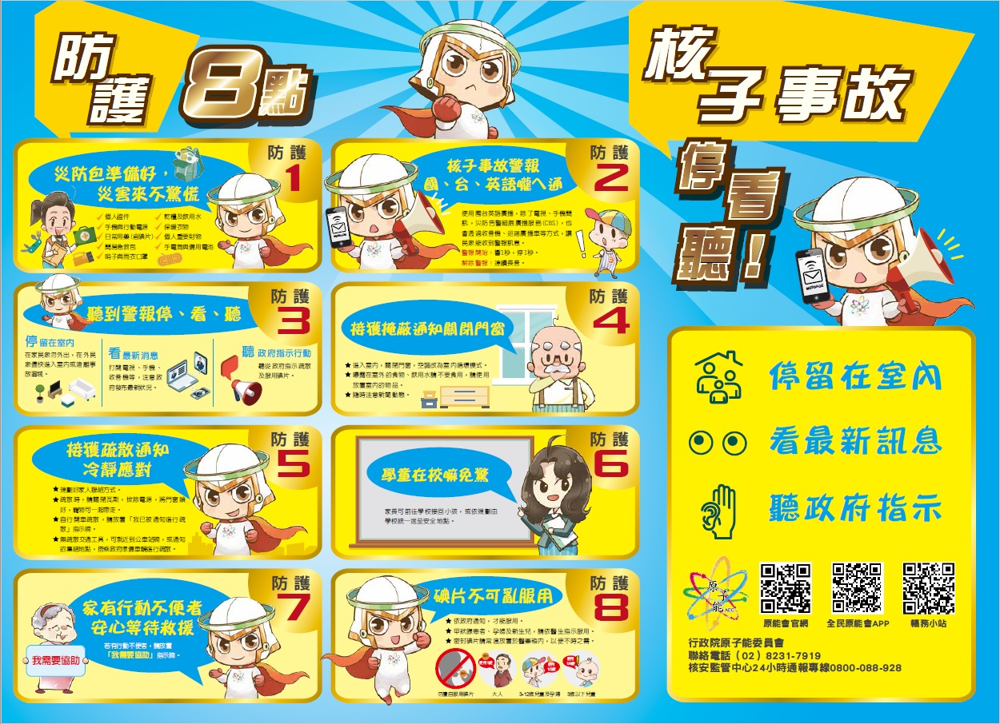 防護8點
防護
1
災防包準備好，
災害來不驚慌
個人證件
手機與行動電源
日常用藥(含碘片)
簡易急救包
哨子與雨衣口罩
乾糧及飲用水
保暖衣物
個人重要財物
手電筒與備用電池
防護
2
核子事故警報
國、台、英語嘛ㄟ通
使用國台英語廣播，除了電視、手機簡
訊、災防告警細胞廣播服務(CBS)，也
會透過收音機、巡迴廣播車等方式，讓
民眾能收到警報訊息。
警報開始：響1秒，停1秒。
解除警報：連續長音。
MESSAGE
防護
3
聽到警報停、看、聽
停留在室內
在家民眾勿外出，在外民
眾儘快進入室內或遠離事
故區域。
看最新消息
打開電視、手機、
收音機等，注意政
府發布最新狀況。
聽 政府指示行動
聽從政府指示疏散
及服用碘片。
防護
4
接獲掩蔽通知關閉門窗
★進入室內，關閉門窗，空調改為室內循環模式。
★曝露在室外的食物、飲用水請不要食用，請使用
放置室內的物品。
★隨時注意新聞動態。
防護
5
接獲疏散通知
冷靜應對
★規劃好家人聯絡方式。
★疏散時，請關閉瓦斯，拔除電源，將門窗鎖
好，寵物可一起帶走。
★自行開車疏散，請放置「我已被通知進行疏
散」指示牌。
★無疏散交通工具，可就近到公車站牌，或通知
的集結地點，搭乘政府準備車輛進行疏散。
防護
6
學童在校嘛免驚
家長可前往學校接回小孩，或依規劃由
學校統一送至安全地點。
防護
7
家有行動不便者
安心等待救援
若有行動不便者，請放置
「我需要協助」指示牌。
我需要協助
防護
8
碘片不可亂服用
★依政府通知，才能服用。
★甲狀腺患者、孕婦及新生兒，請依醫生指示服用。
★密封碘片請常溫放置於醫藥箱內，以便不時之需。
勿擅自服用碘片
大人
3-12歲兒童及孕婦
3歲以下兒童
核子事故
停看聽！
MESSAGE
停留在室內
看最新訊息
聽政府指示
原子能
AEC
原能會官網
全民原能會APP
輻務小站
行政院原子能委員會
聯絡電話（02）8231-7919
核安監管中心24小時通報專線0800-088-928